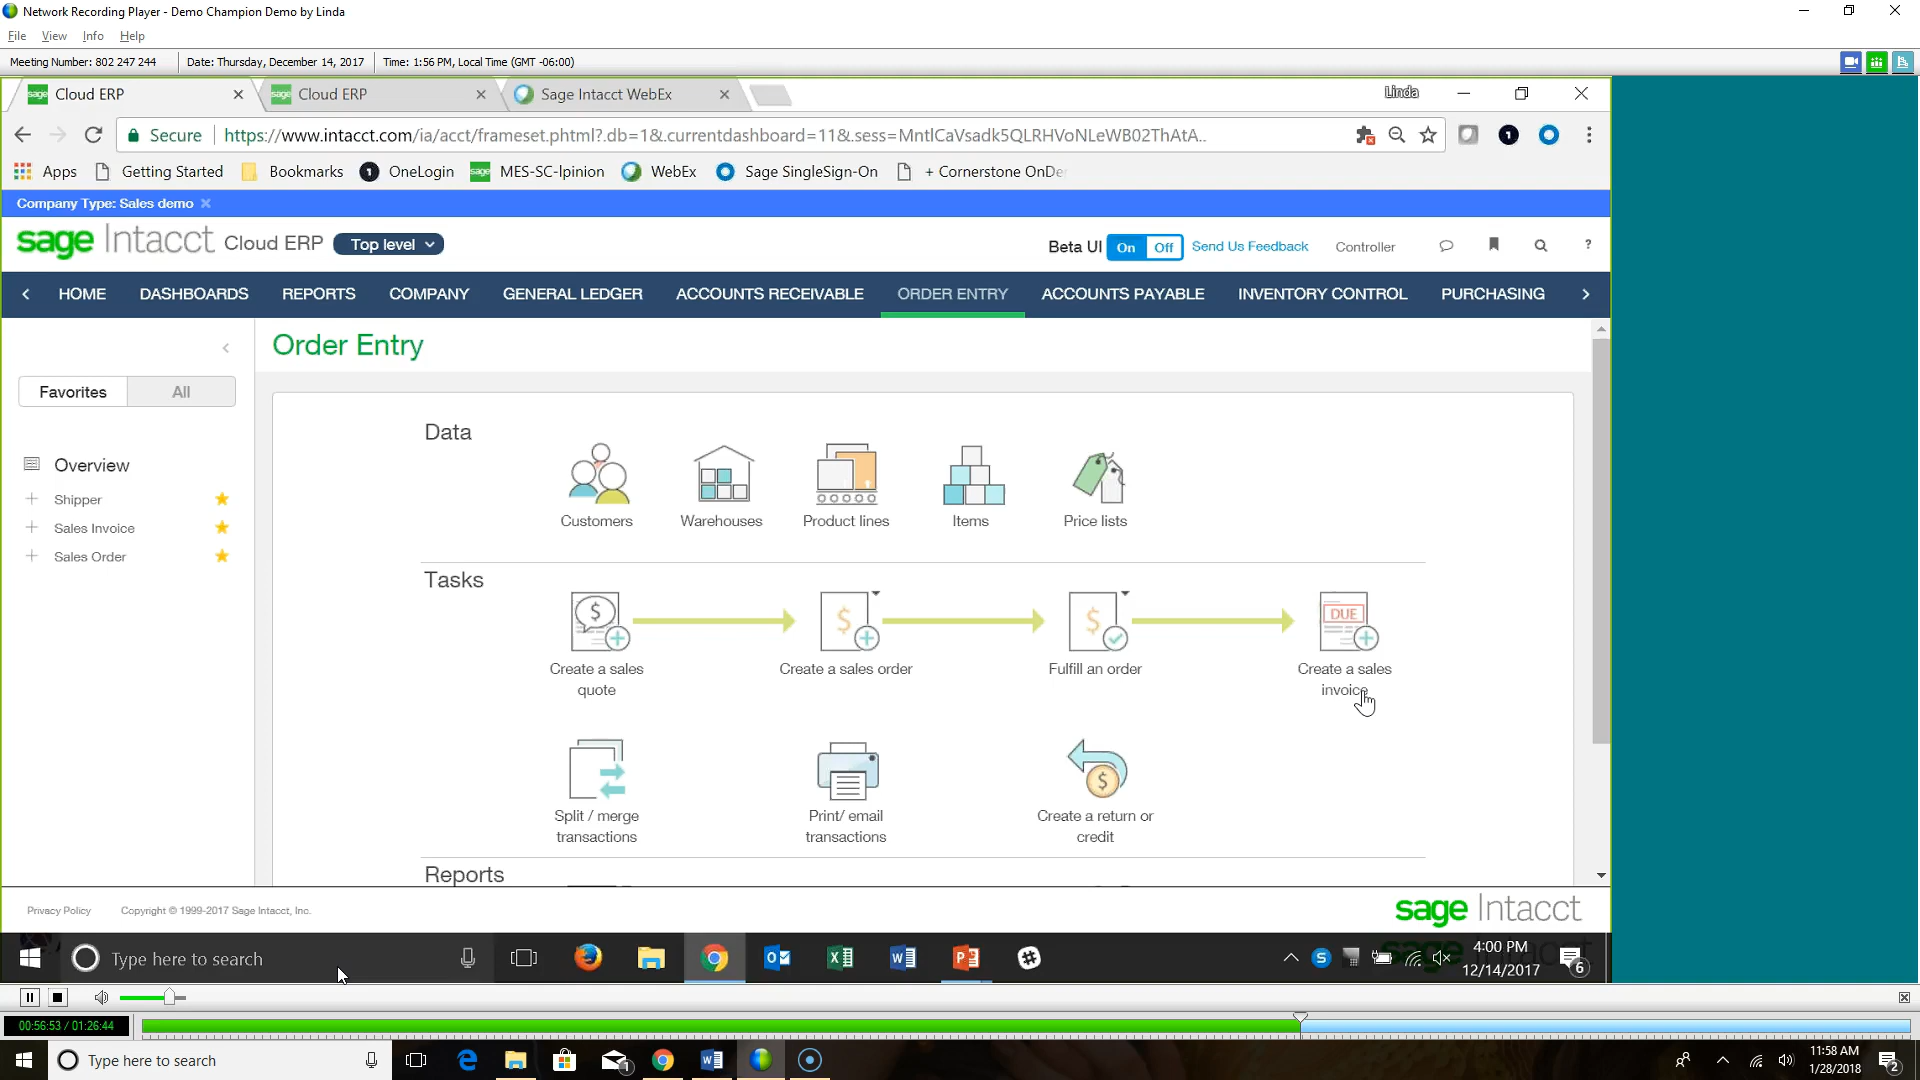 Network Recording Player - Demo Champion Demo by Linda
File View Info Help
Meeting Number: 802 247 244 Date: Thursday, December 14, 2017 Time: 1:56 PM, Local Time (GMT -06:00)
sage Cloud ERP sage Cloud ERP Sage Intacct WebEx Linda
Secure https://www.intacct.com/ia/acct/frameset.phtml?.db=1&.currentdashboard=11&.sess=MntlCaVsadk5QLRHVoNLeWB02ThAtA..
Apps Getting Started Bookmarks 1 OneLogin sage MES-SC-Ipinion WebEx Sage SingleSign-On + Cornerstone OnDe
Company Type: Sales demo
sage Intacct Cloud ERP Top level Beta UI On Off Send Us Feedback Controller ?
HOME DASHBOARDS REPORTS COMPANY GENERAL LEDGER ACCOUNTS RECEIVABLE ORDER ENTRY ACCOUNTS PAYABLE INVENTORY CONTROL PURCHASING
Order Entry
Favorites All
Overview
Shipper
Sales Invoice
Sales Order
Data
Customers Warehouses Product lines Items Price lists
Tasks
$ $ $ DUE
Create a sales quote Create a sales order Fulfill an order Create a sales invoice
$
Split / merge transactions Print/ email transactions Create a return or credit
Reports
Privacy Policy Copyright © 1999-2017 Sage Intacct, Inc. sage Intacct
Type here to search 4:00 PM
12/14/2017 6
00:56:53 / 01:26:44
Type here to search 1 11:58 AM
1/28/2018 2